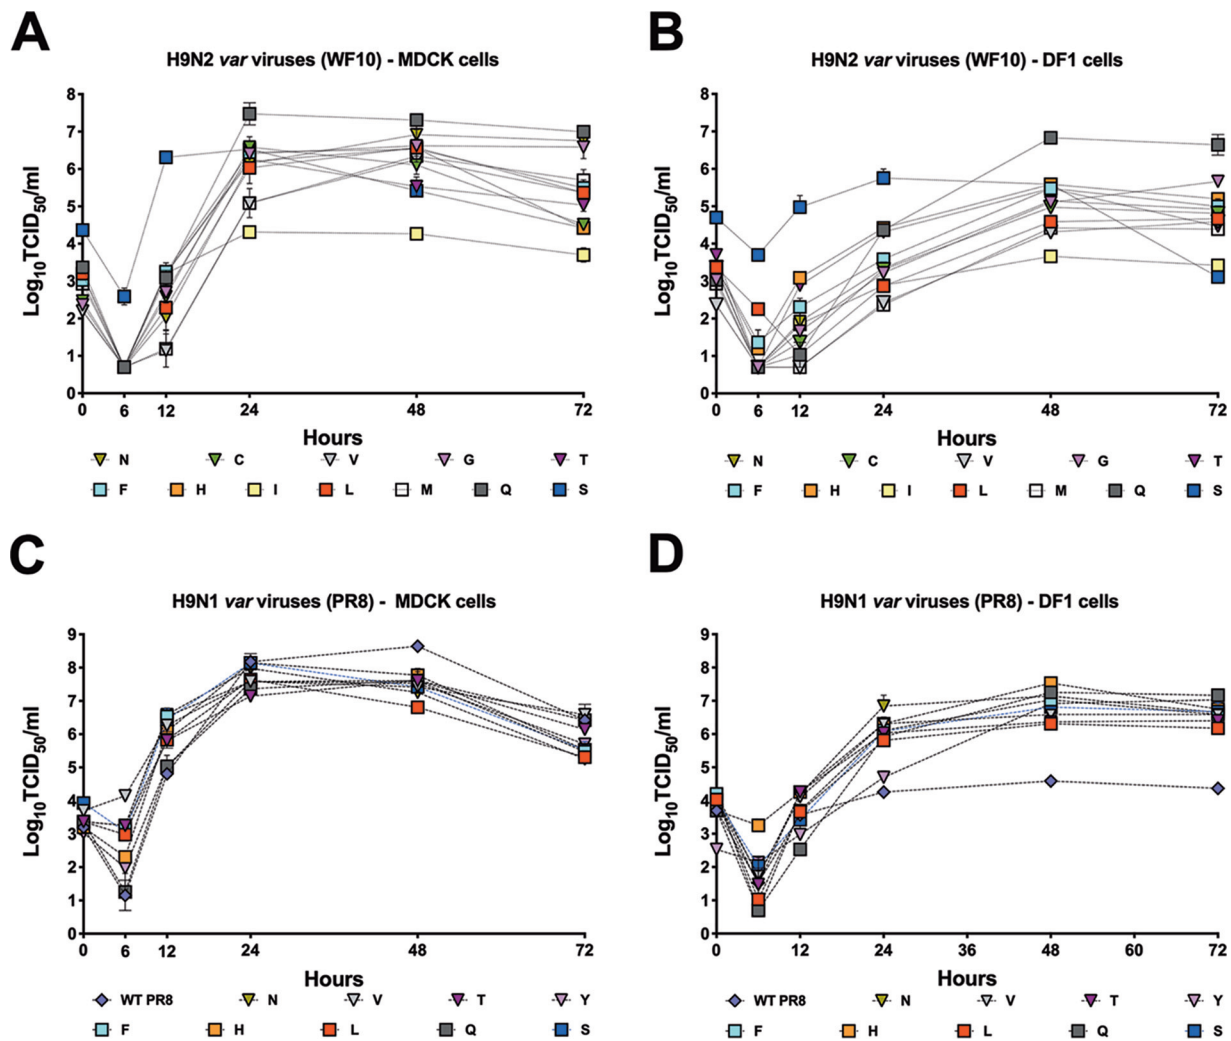 A
H9N2 var viruses (WF10) - MDCK cells
Log10TCID50/ml
8
7
6
5
4
3
2
1
0
0 6 12 24 48 72
Hours
N C V G T
F H I L M Q S
B
H9N2 var viruses (WF10) - DF1 cells
Log10TCID50/ml
8
7
6
5
4
3
2
1
0
0 6 12 24 48 72
Hours
N C V G T
F H I L M Q S
C
H9N1 var viruses (PR8) - MDCK cells
Log10TCID50/ml
9
8
7
6
5
4
3
2
1
0
0 6 12 24 48 72
Hours
WT PR8 N V T Y
F H L Q S
D
H9N1 var viruses (PR8) - DF1 cells
Log10TCID50/ml
9
8
7
6
5
4
3
2
1
0
0 6 12 24 36 48 60 72
Hours
WT PR8 N V T Y
F H L Q S